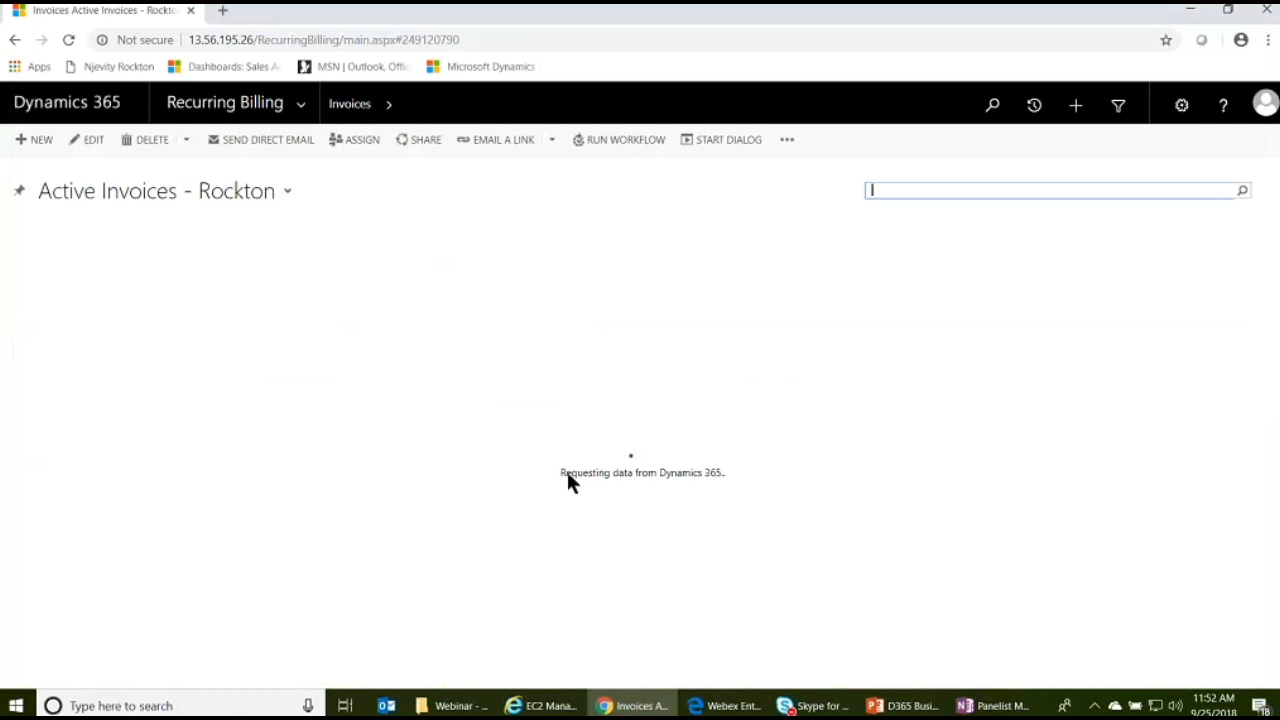 Invoices Active Invoices - Rockto
Not secure 13.56.195.26/RecurringBilling/main.aspx#249120790
Apps Njevity Rockton Dashboards: Sales A MSN | Outlook, Offic Microsoft Dynamics
Dynamics 365 Recurring Billing Invoices
NEW EDIT DELETE SEND DIRECT EMAIL ASSIGN SHARE EMAIL A LINK RUN WORKFLOW START DIALOG
Active Invoices - Rockton
Requesting data from Dynamics 365..
Type here to search Webinar - ... EC2 Mana... Invoices A... Webex Ent... Skype for ... D365 Busi... Panelist M... 11:52 AM
9/25/2018
18